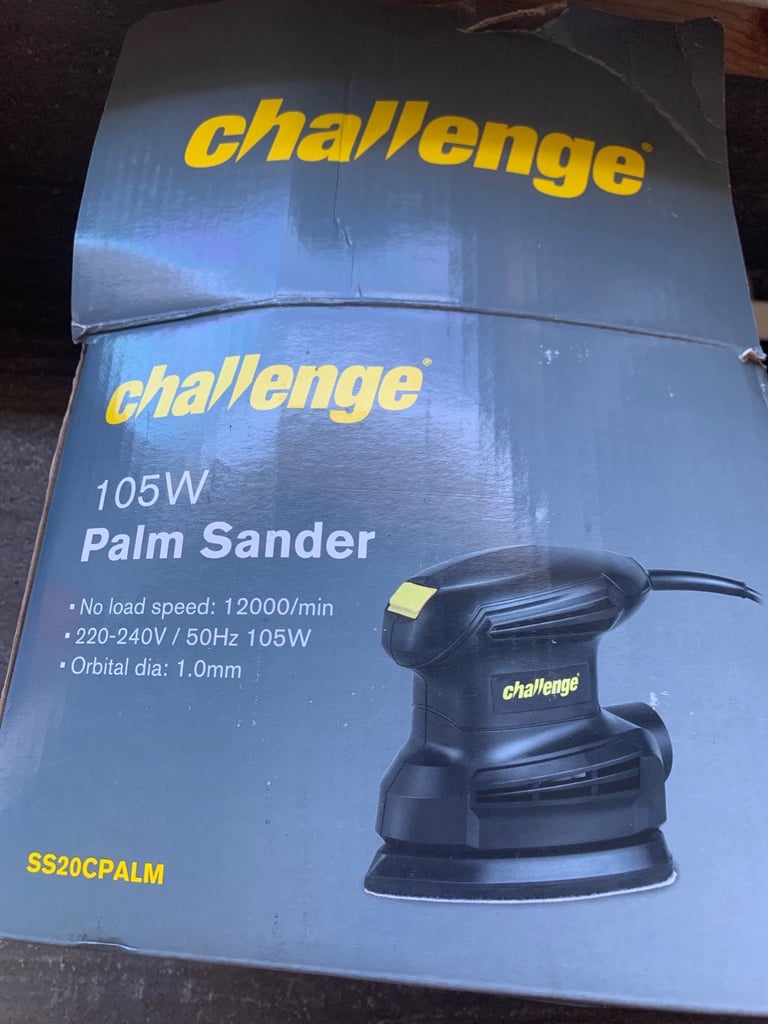 challenge®
challenge®
105W
Palm Sander
▪ No load speed: 12000/min
▪ 220-240V / 50Hz 105W
▪ Orbital dia: 1.0mm
challenge®
SS20CPALM